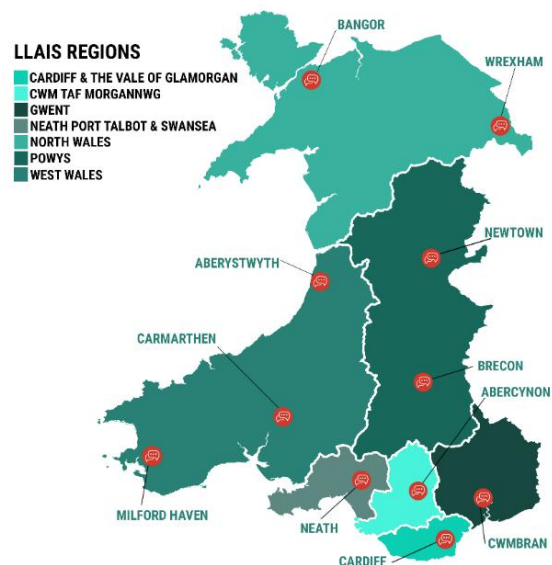 BANGOR
LLAIS REGIONS
WREXHAM
CARDIFF & THE VALE OF GLAMORGAN
CWM TAF MORGANNWG
GWENT
NEATH PORT TALBOT & SWANSEA
NORTH WALES
POWYS
WEST WALES
NEWTOWN
ABERYSTWYTH
CARMARTHEN
BRECON
ABERCYNON
MILFORD HAVEN
NEATH
CWMBRAN
CARDIFF